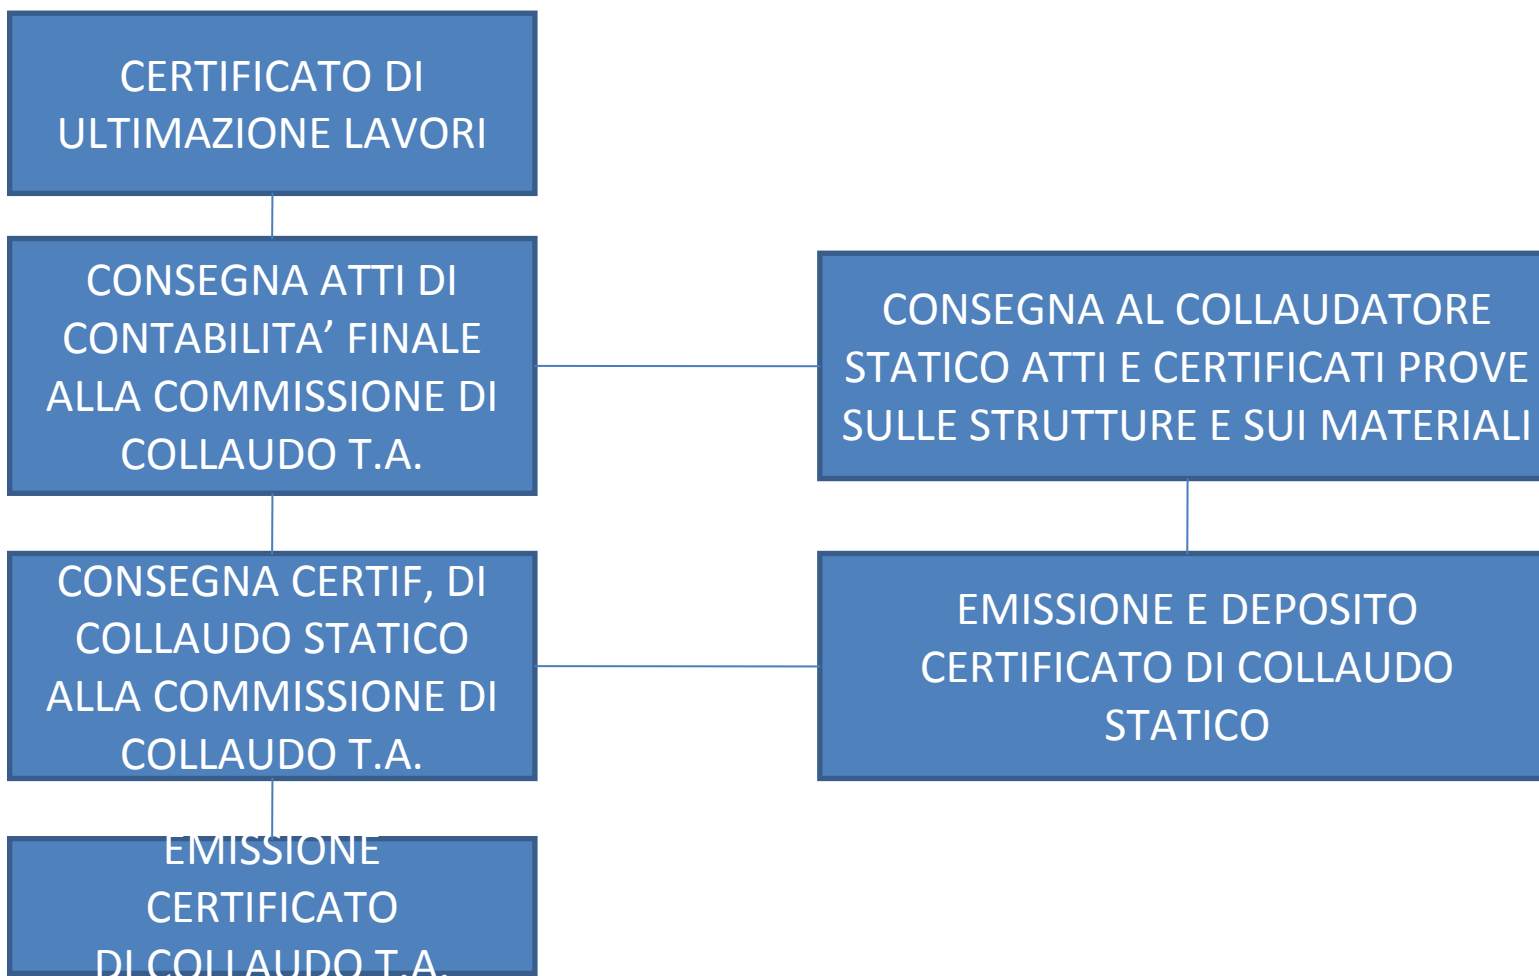 CERTIFICATO DI
ULTIMAZIONE LAVORI
CONSEGNA ATTI DI
CONTABILITA’ FINALE
ALLA COMMISSIONE DI
COLLAUDO T.A.
CONSEGNA AL COLLAUDATORE
STATICO ATTI E CERTIFICATI PROVE
SULLE STRUTTURE E SUI MATERIALI
CONSEGNA CERTIF, DI
COLLAUDO STATICO
ALLA COMMISSIONE DI
COLLAUDO T.A.
EMISSIONE E DEPOSITO
CERTIFICATO DI COLLAUDO
STATICO
EMISSIONE
CERTIFICATO
DI COLLAUDO T.A.